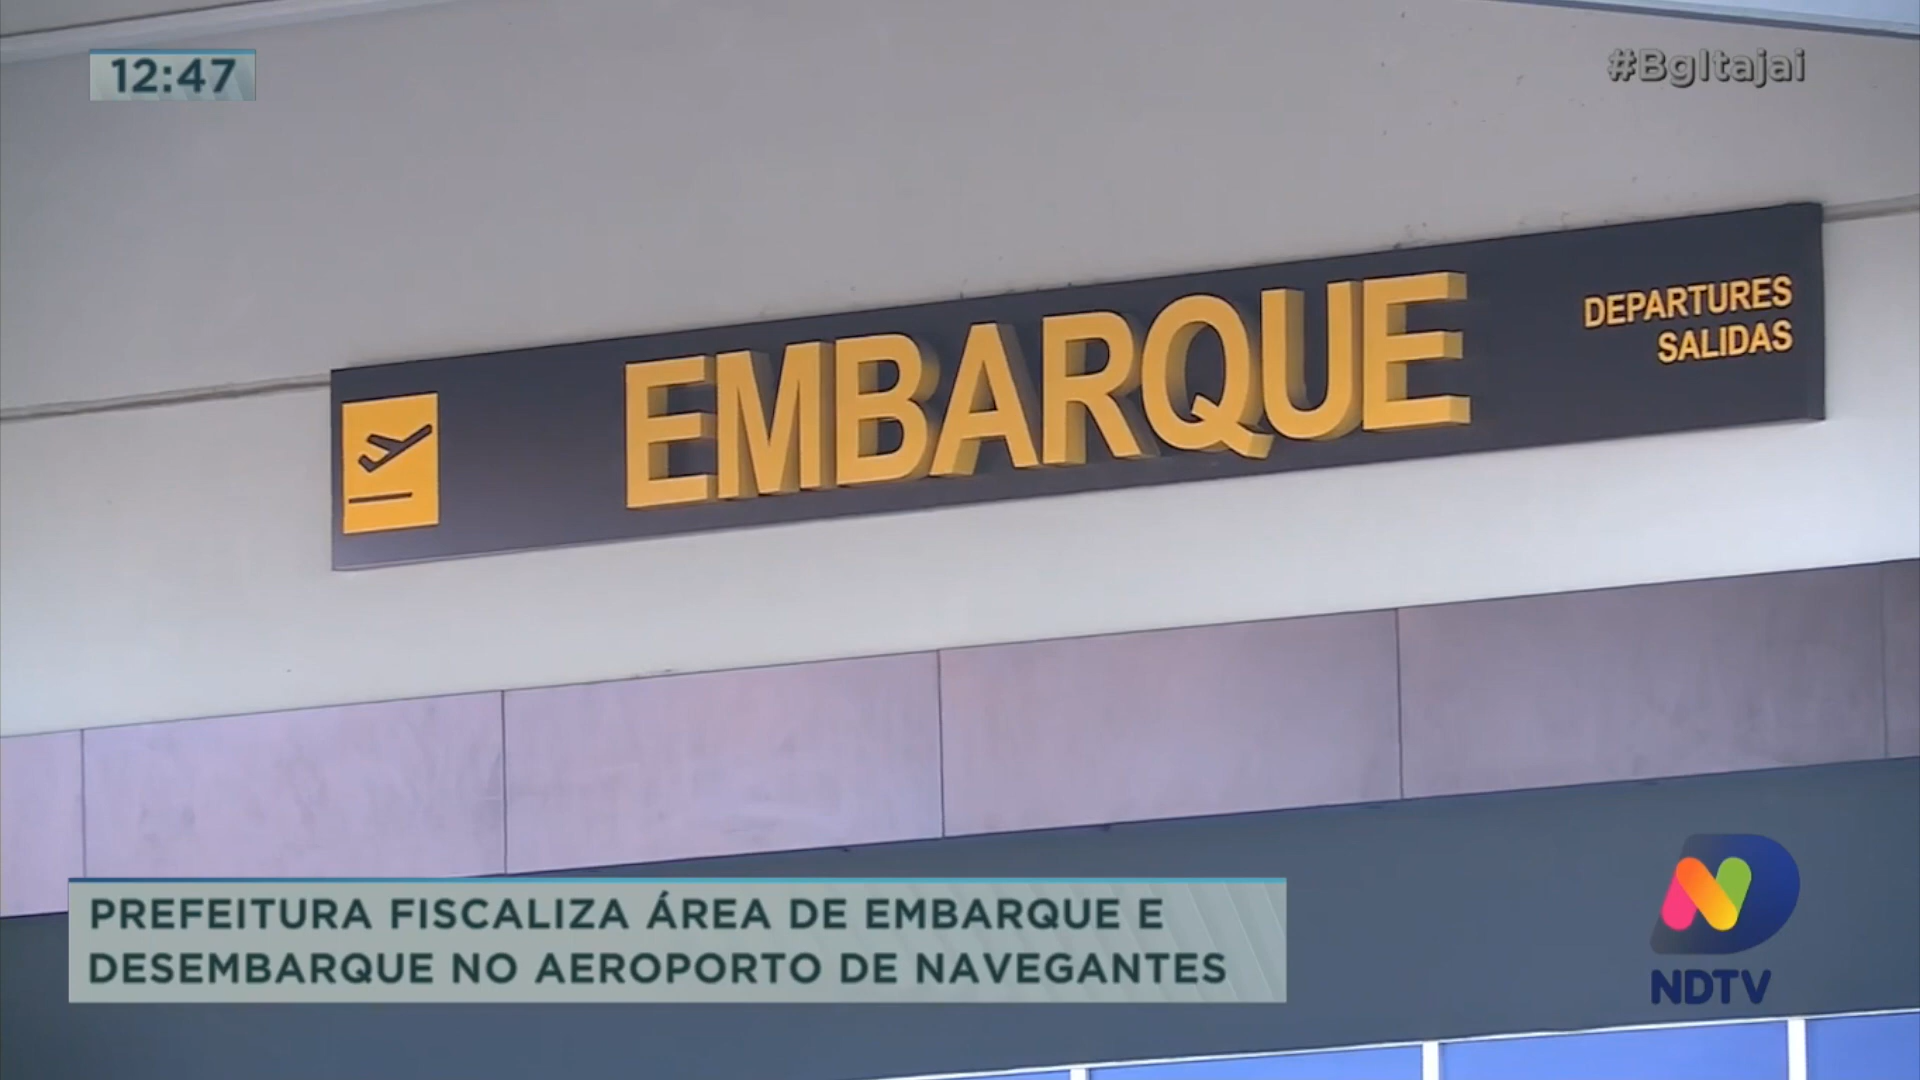 12:47
#BgItajai
EMBARQUE
DEPARTURES
SALIDAS
PREFEITURA FISCALIZA ÁREA DE EMBARQUE E
DESEMBARQUE NO AEROPORTO DE NAVEGANTES
NDTV